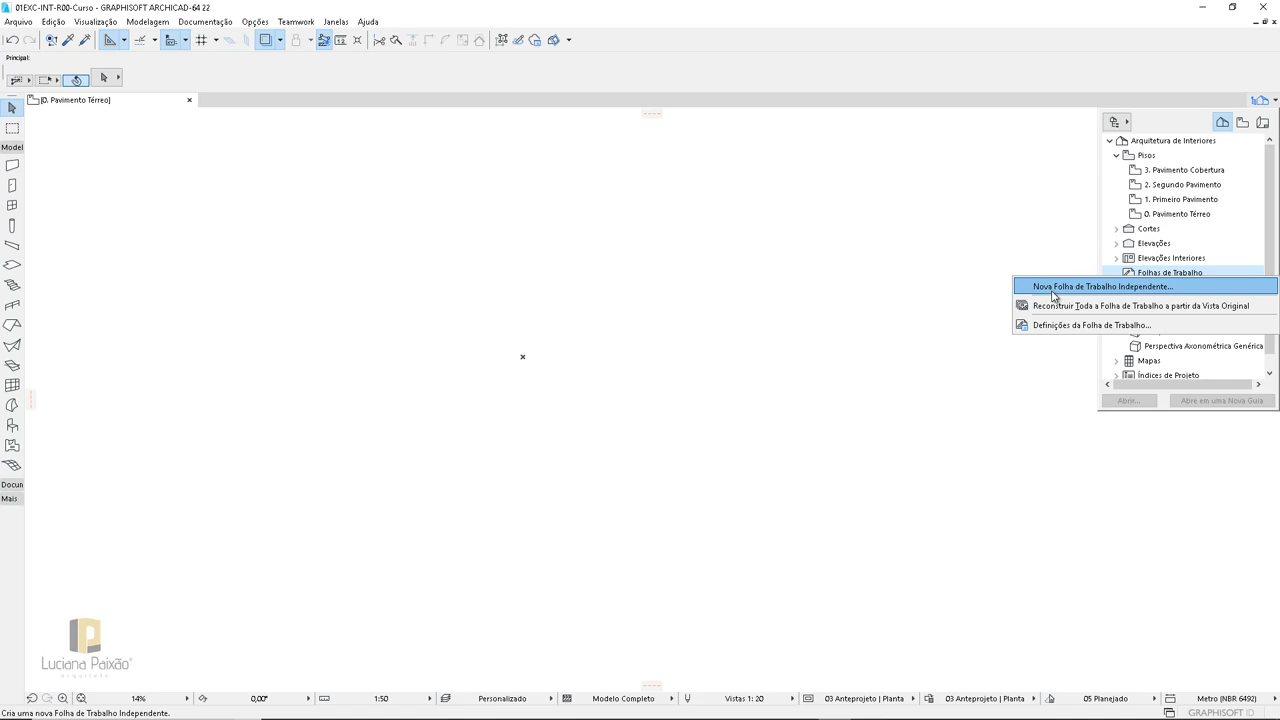 01EXC-INT-R00-Curso - GRAPHISOFT ARCHICAD-64 22
Arquivo Edição Visualização Modelagem Documentação Opções Teamwork Janelas Ajuda
Principal:
[0. Pavimento Térreo]
Model
Arquitetura de Interiores
Pisos
3. Pavimento Cobertura
2. Segundo Pavimento
1. Primeiro Pavimento
0. Pavimento Térreo
Cortes
Elevações
Elevações Interiores
Folhas de Trabalho
Nova Folha de Trabalho Independente...
Reconstruir Toda a Folha de Trabalho a partir da Vista Original
Definições da Folha de Trabalho...
Perspectiva Axonométrica Genérica
Mapas
Índices de Projeto
Abrir... Abre em uma Nova Guia
Docun
Mais
Luciana Paixão
arquiteta
14% 0,00° 1:50 Personalizado Modelo Completo Vistas 1: 20 03 Anteprojeto | Planta 03 Anteprojeto | Planta 05 Planejado Metro (NBR 6492)
Cria uma nova Folha de Trabalho Independente. GRAPHISOFT ID